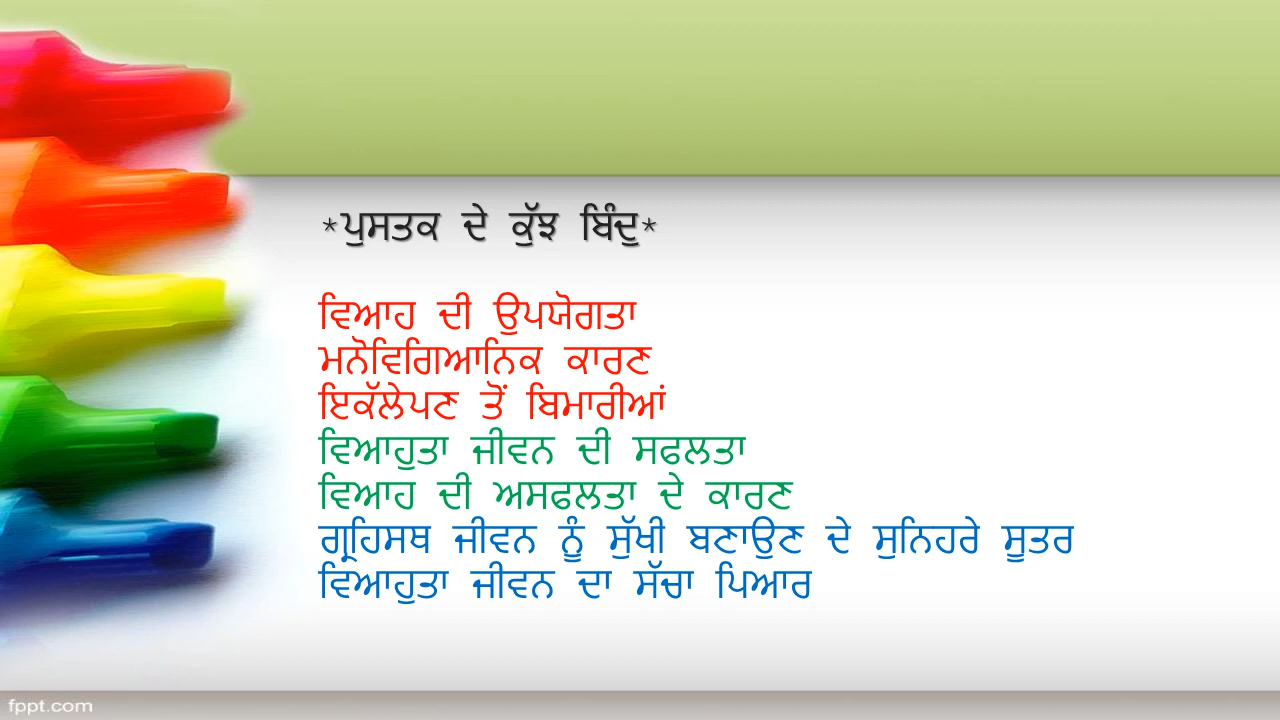 *ਪੁਸਤਕ ਦੇ ਕੁੱਝ ਬਿੰਦੁ*
ਵਿਆਹ ਦੀ ਉਪਯੋਗਤਾ
ਮਨੋਵਿਗਿਆਨਿਕ ਕਾਰਣ
ਇਕੱਲੇਪਣ ਤੋਂ ਬਿਮਾਰੀਆਂ
ਵਿਆਹੁਤਾ ਜੀਵਨ ਦੀ ਸਫਲਤਾ
ਵਿਆਹ ਦੀ ਅਸਫਲਤਾ ਦੇ ਕਾਰਣ
ਗ੍ਰਹਿਸਥ ਜੀਵਨ ਨੂੰ ਸੁੱਖੀ ਬਣਾਉਣ ਦੇ ਸੁਨਿਹਰੇ ਸੂਤਰ
ਵਿਆਹੁਤਾ ਜੀਵਨ ਦਾ ਸੱਚਾ ਪਿਆਰ
fppt.com